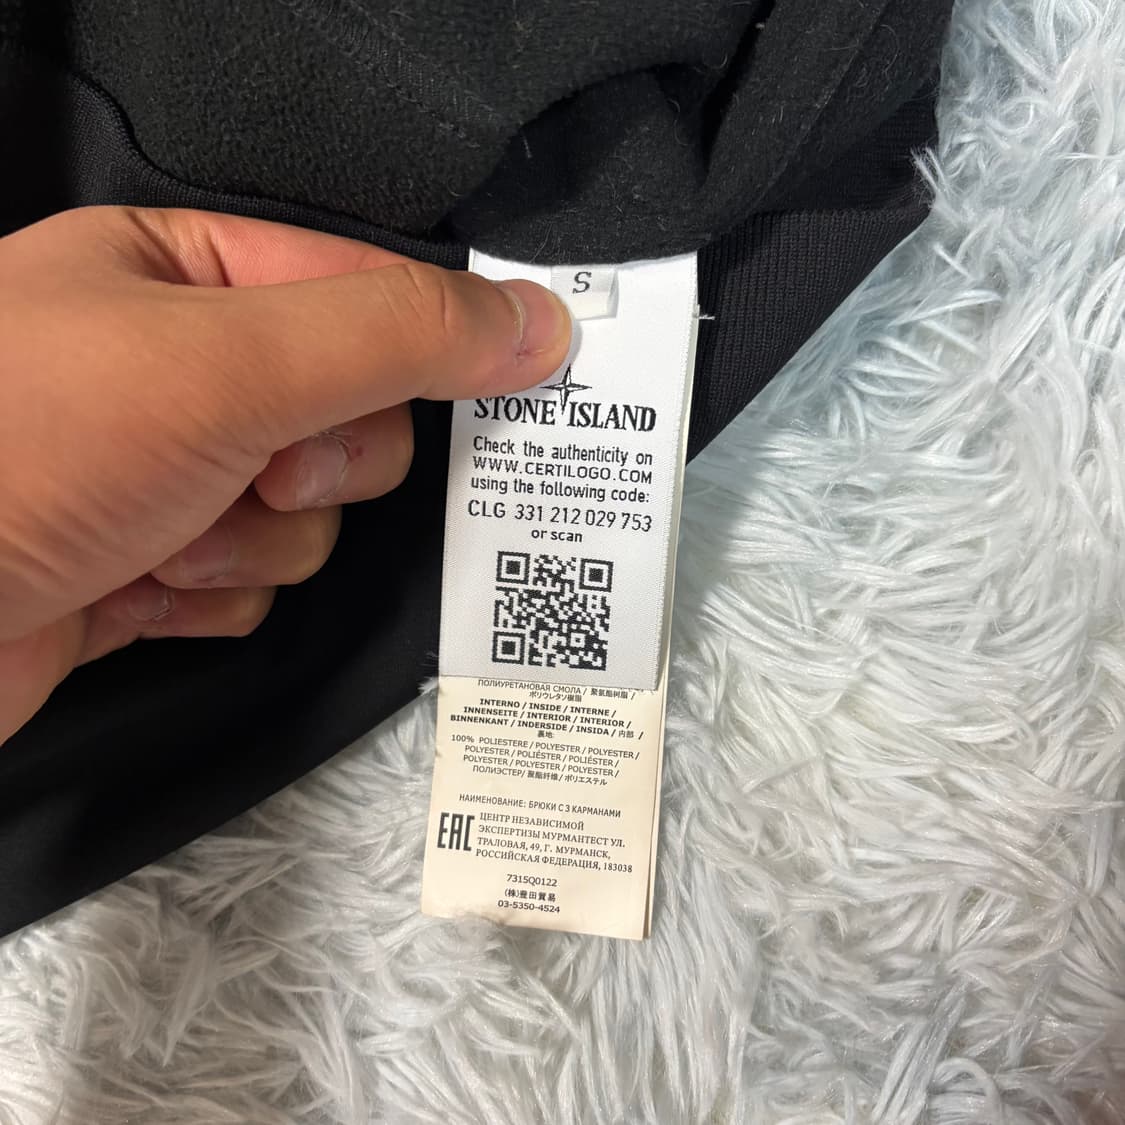 S
STONE ISLAND
Check the authenticity on
WWW.CERTILOGO.COM
using the following code:
CLG 331 212 029 753
or scan
ПОЛИУРЕТАНОВАЯ СМОЛА / 聚氨酯树脂 /
ポリウレタン樹脂
INTERNO / INSIDE / INTERNE /
INNENSEITE / INTERIOR / INTERIOR /
BINNENKANT / INDERSIDE / INSIDA / 内部 /
裏地:
100% POLIESTERE / POLYESTER / POLYESTER /
POLYESTER / POLIÉSTER / POLIÉSTER /
POLYESTER / POLYESTER / POLYESTER /
ПОЛИЭСТЕР/ 聚酯纤维/ ポリエステル
НАИМЕНОВАНИЕ: БРЮКИ С 3 КАРМАНАМИ
EAC
ЦЕНТР НЕЗАВИСИМОЙ
ЭКСПЕРТИЗЫ МУРМАНТЕСТ УЛ.
ТРАЛОВАЯ, 49, Г. МУРМАНСК,
РОССИЙСКАЯ ФЕДЕРАЦИЯ, 183038
7315Q0122
(株)豊田貿易
03-5350-4524